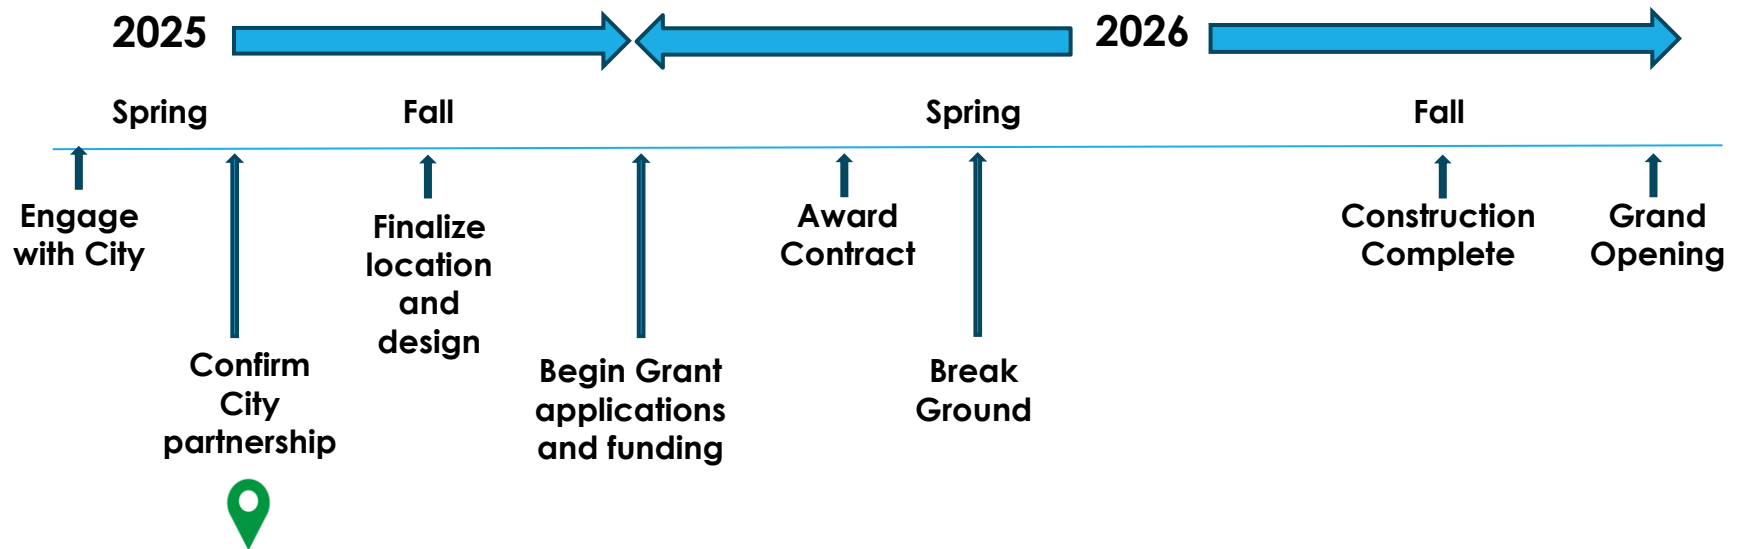 2025
2026
Spring
Fall
Spring
Fall
Engage
with City
Confirm
City
partnership
Finalize
location
and
design
Begin Grant
applications
and funding
Award
Contract
Break
Ground
Construction
Complete
Grand
Opening